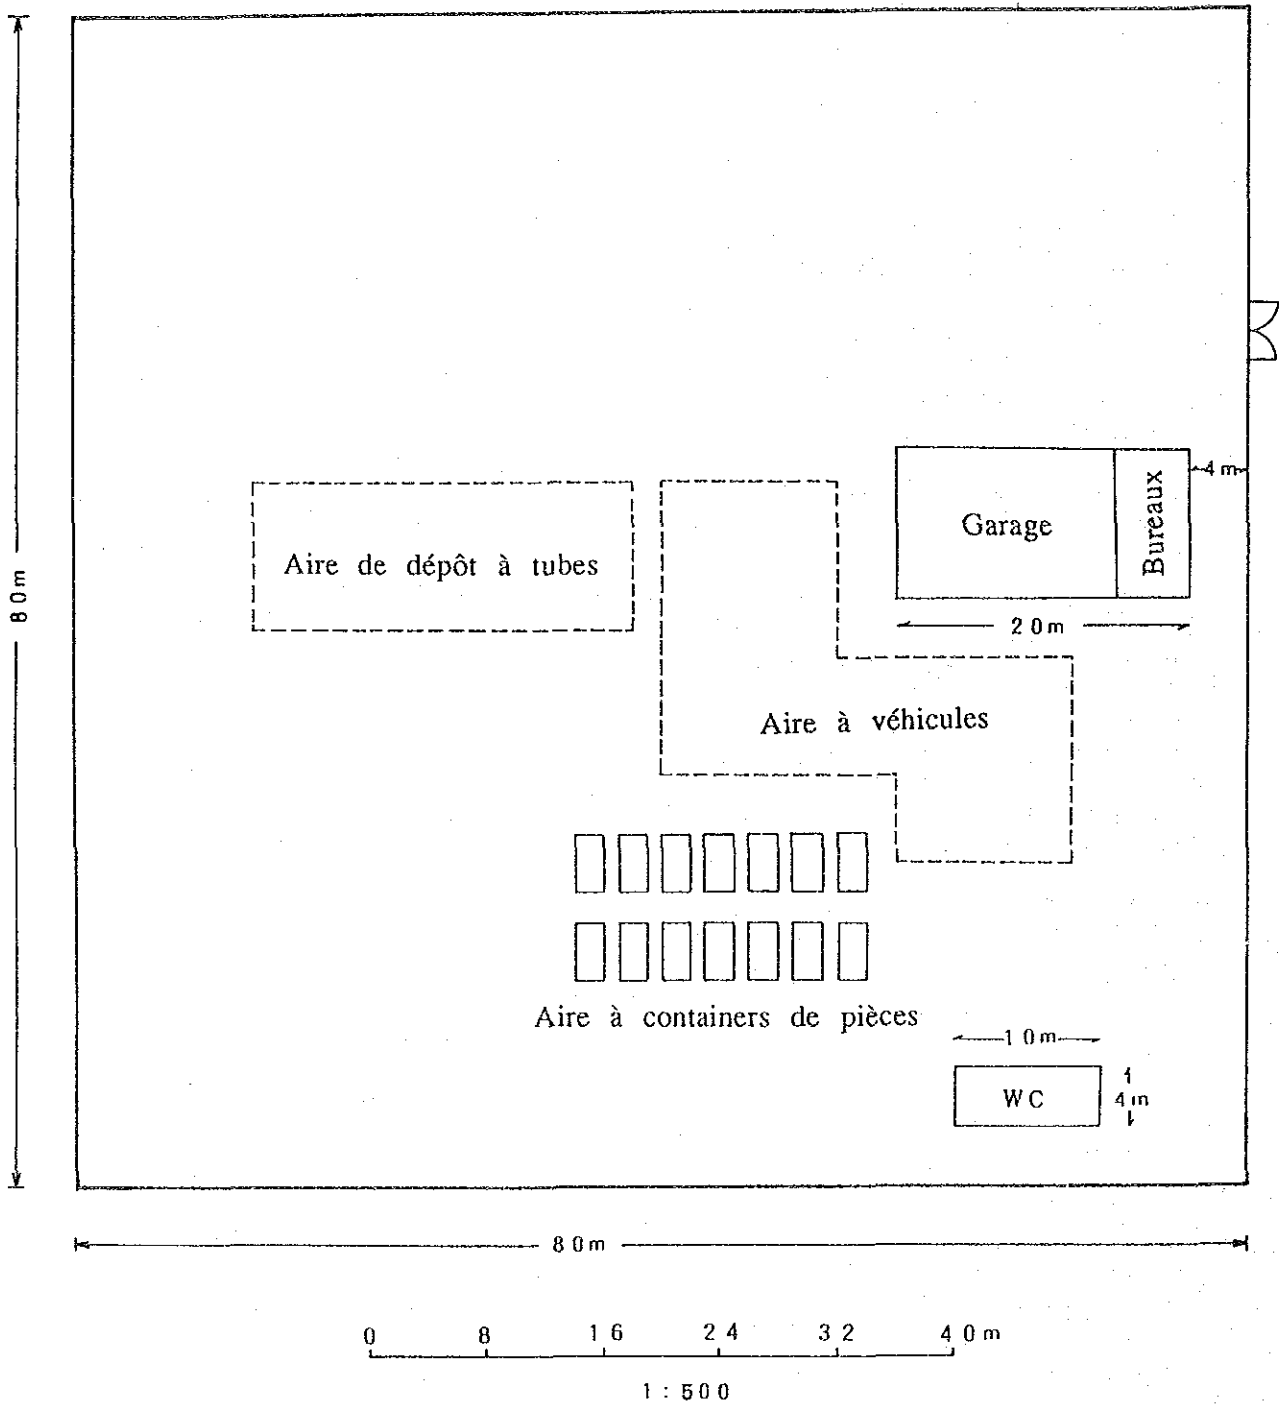 4m
Garage
Bureaux
Aire de dépôt à tubes
80m
20m
Aire à véhicules
Aire à containers de pièces
10m
WC
4m
80m
0 8 16 24 32 40m
1:500